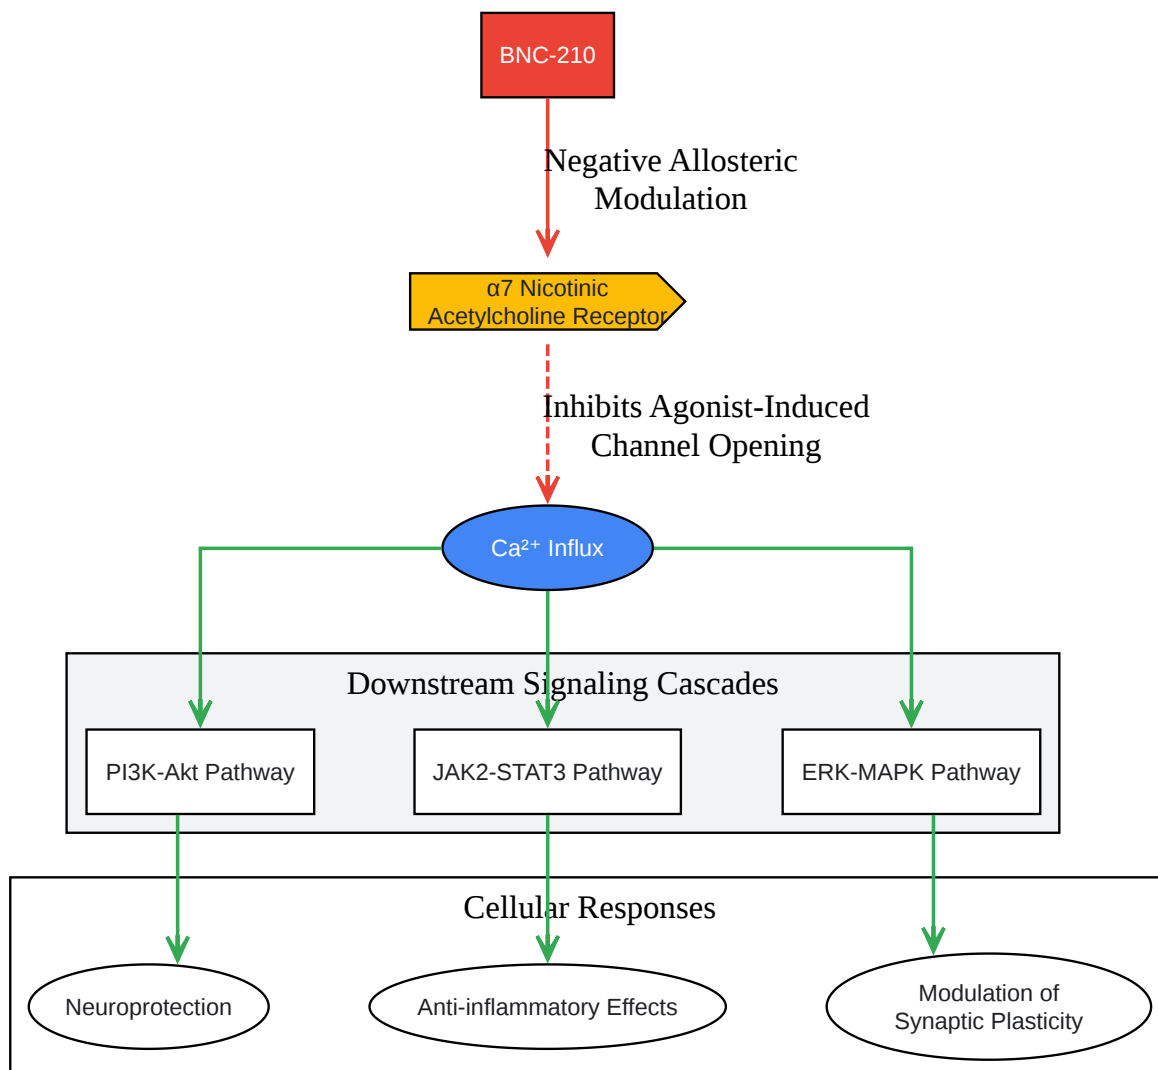 BNC-210
Negative Allosteric
Modulation
α7 Nicotinic
Acetylcholine Receptor
Inhibits Agonist-Induced
Channel Opening
Ca²⁺ Influx
Downstream Signaling Cascades
PI3K-Akt Pathway
JAK2-STAT3 Pathway
ERK-MAPK Pathway
Cellular Responses
Neuroprotection
Anti-inflammatory Effects
Modulation of
Synaptic Plasticity